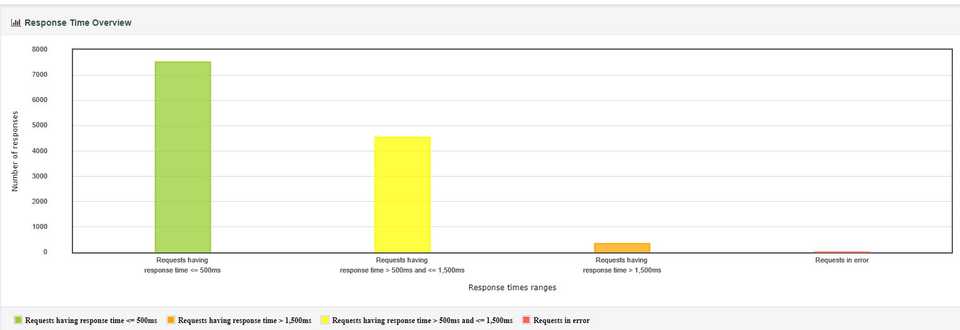 Response Time Overview
8000
7000
6000
5000
4000
3000
2000
1000
0
Number of responses
Requests having
response time <= 500ms
Requests having
response time > 500ms and <= 1,500ms
Requests having
response time > 1,500ms
Requests in error
Response times ranges
Requests having response time <= 500ms Requests having response time > 1,500ms Requests having response time > 500ms and <= 1,500ms Requests in error